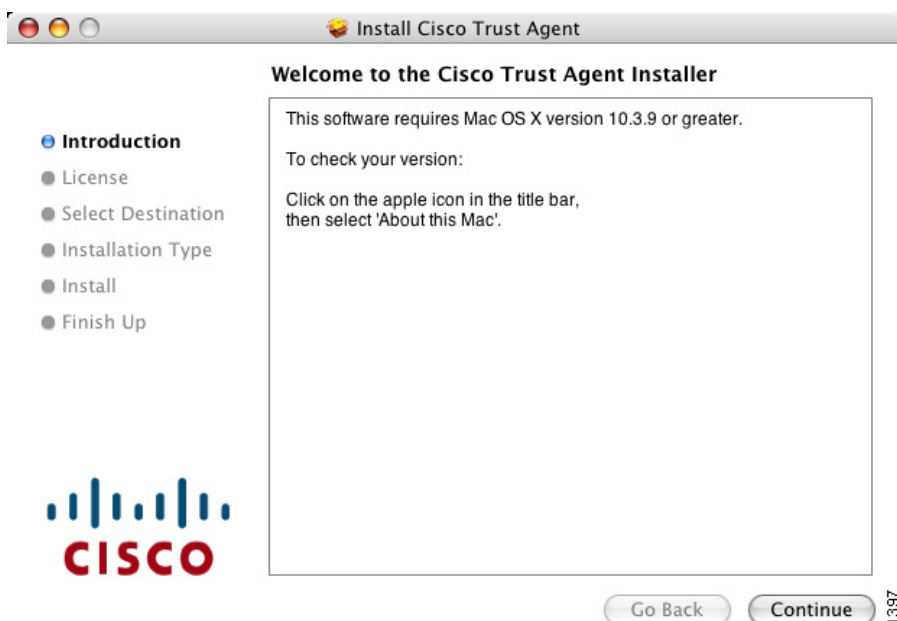 Install Cisco Trust Agent
Welcome to the Cisco Trust Agent Installer
Introduction
License
Select Destination
Installation Type
Install
Finish Up
This software requires Mac OS X version 10.3.9 or greater.
To check your version:
Click on the apple icon in the title bar,
then select 'About this Mac'.
CISCO
Go Back
Continue